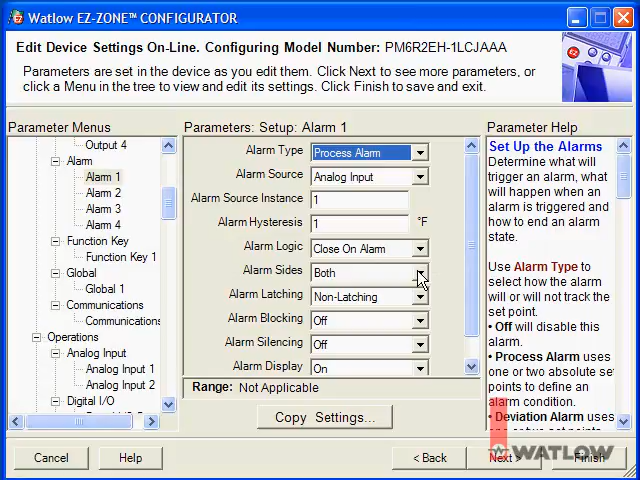 Watlow EZ-ZONE™ CONFIGURATOR
Edit Device Settings On-Line. Configuring Model Number: PM6R2EH-1LCJAAA
Parameters are set in the device as you edit them. Click Next to see more parameters, or
click a Menu in the tree to view and edit its settings. Click Finish to save and exit.
Parameter Menus
Output 4
Alarm
Alarm 1
Alarm 2
Alarm 3
Alarm 4
Function Key
Function Key 1
Global
Global 1
Communications
Communications
Operations
Analog Input
Analog Input 1
Analog Input 2
Digital I/O
Parameters: Setup: Alarm 1
Alarm Type Process Alarm
Alarm Source Analog Input
Alarm Source Instance 1
Alarm Hysteresis 1 °F
Alarm Logic Close On Alarm
Alarm Sides Both
Alarm Latching Non-Latching
Alarm Blocking Off
Alarm Silencing Off
Alarm Display On
Range: Not Applicable
Copy Settings...
Parameter Help
Set Up the Alarms
Determine what will
trigger an alarm, what
will happen when an
alarm is triggered and
how to end an alarm
state.
Use Alarm Type to
select how the alarm
will or will not track the
set point.
• Off will disable this
alarm.
• Process Alarm uses
one or two absolute set
points to define an
alarm condition.
• Deviation Alarm uses
Cancel
Help
< Back
Next >
Finish
WATLOW